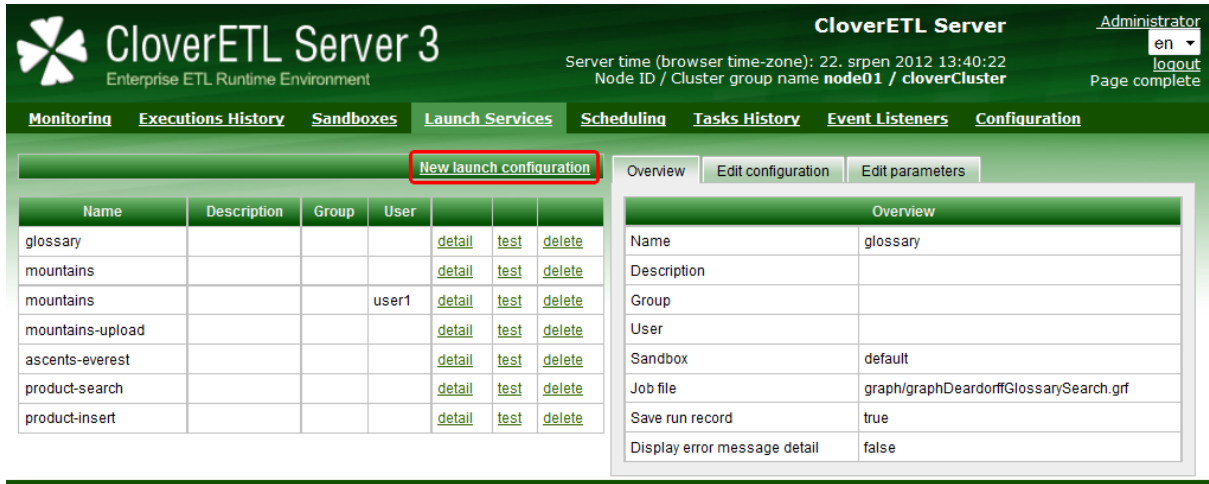 CloverETL Server 3
Enterprise ETL Runtime Environment
CloverETL Server
Server time (browser time-zone): 22. srpen 2012 13:40:22
Node ID / Cluster group name node01 / cloverCluster
Administrator
en
logout
Page complete
Monitoring Executions History Sandboxes Launch Services Scheduling Tasks History Event Listeners Configuration
New launch configuration
Name Description Group User
glossary detail test delete
mountains detail test delete
mountains user1 detail test delete
mountains-upload detail test delete
ascents-everest detail test delete
product-search detail test delete
product-insert detail test delete
Overview Edit configuration Edit parameters
Overview
Name glossary
Description
Group
User
Sandbox default
Job file graph/graphDeardorffGlossarySearch.grf
Save run record true
Display error message detail false